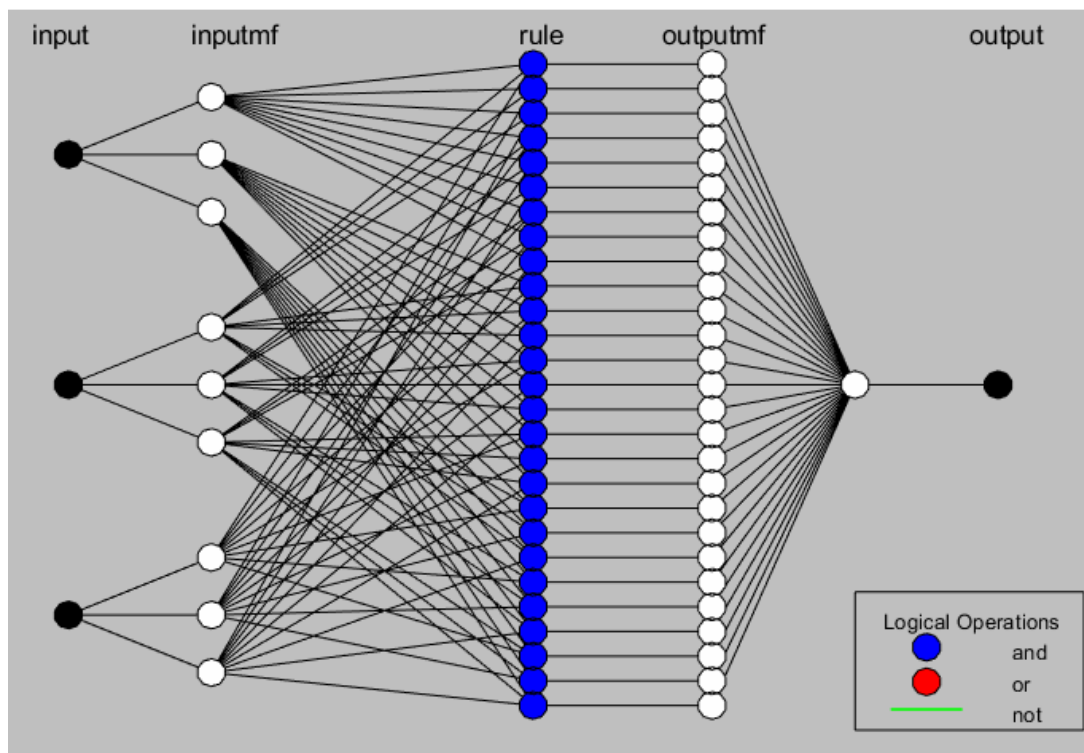 input inputmf rule outputmf output
Logical Operations
and
or
not